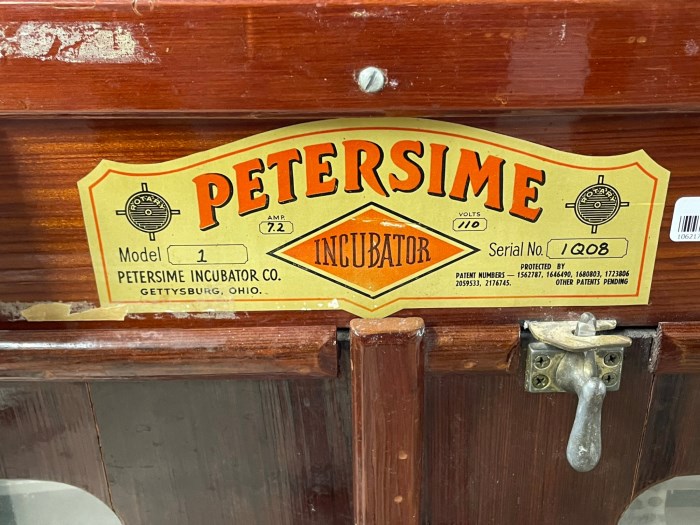 PETERSIME
ROTARY
ROTARY
AMP.
7.2
VOLTS
110
INCUBATOR
Model 1
Serial No. 1Q08
PETERSIME INCUBATOR CO.
GETTYSBURG, OHIO.
PROTECTED BY
PATENT NUMBERS — 1562787, 1646490, 1680803, 1723806
2059533, 2176745. OTHER PATENTS PENDING